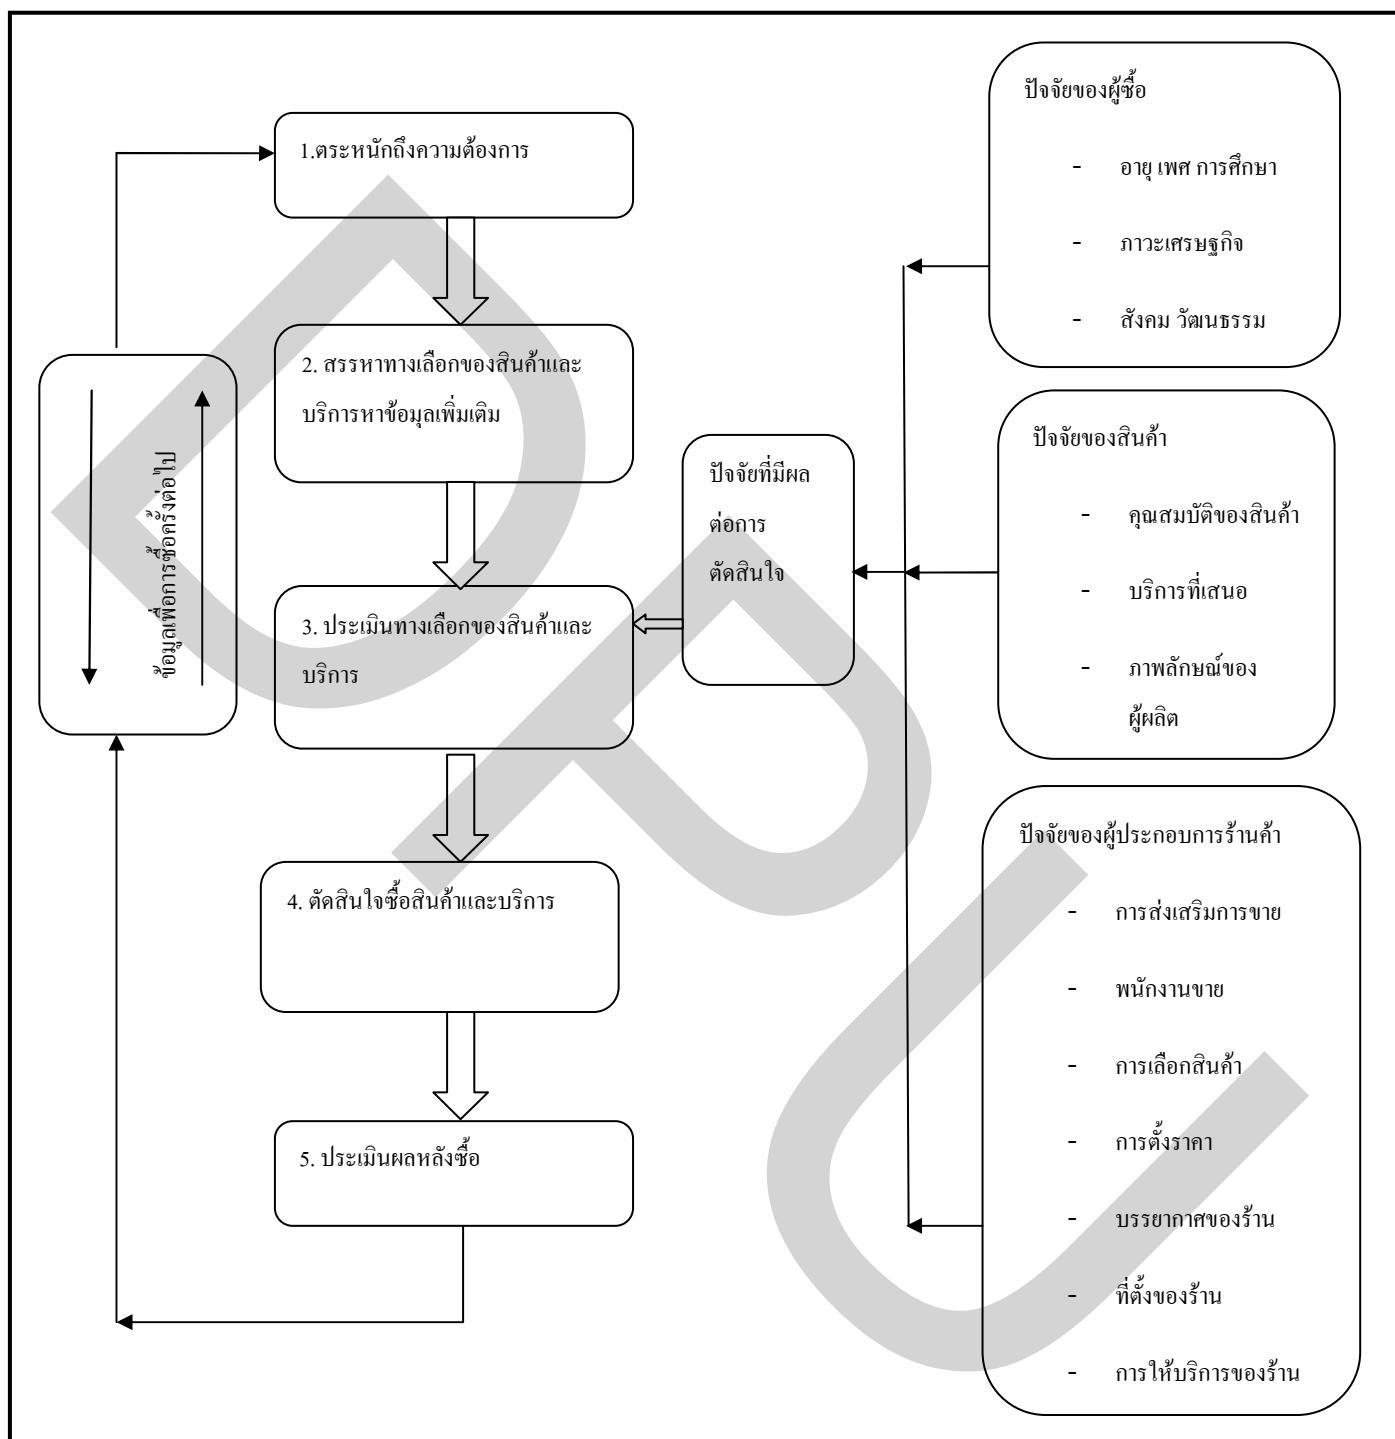 1.ตระหนักถึงความต้องการ
2. สรรหาทางเลือกของสินค้าและ
บริการหาข้อมูลเพิ่มเติม
3. ประเมินทางเลือกของสินค้าและ
บริการ
4. ตัดสินใจซื้อสินค้าและบริการ
5. ประเมินผลหลังซื้อ
ข้อมูลเพื่อการซื้อครั้งต่อไป
ปัจจัยที่มีผล
ต่อการ
ตัดสินใจ
ปัจจัยของผู้ซื้อ
- อายุ เพศ การศึกษา
- ภาวะเศรษฐกิจ
- สังคม วัฒนธรรม
ปัจจัยของสินค้า
- คุณสมบัติของสินค้า
- บริการที่เสนอ
- ภาพลักษณ์ของ
ผู้ผลิต
ปัจจัยของผู้ประกอบการร้านค้า
- การส่งเสริมการขาย
- พนักงานขาย
- การเลือกสินค้า
- การตั้งราคา
- บรรยากาศของร้าน
- ที่ตั้งของร้าน
- การให้บริการของร้าน
DPU